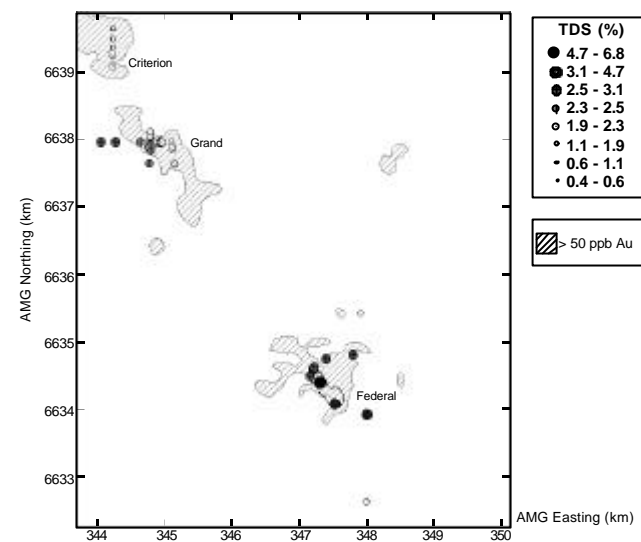 TDS (%)
4.7 - 6.8
3.1 - 4.7
2.5 - 3.1
2.3 - 2.5
1.9 - 2.3
1.1 - 1.9
0.6 - 1.1
0.4 - 0.6
> 50 ppb Au
AMG Northing (km)
6639
6638
6637
6636
6635
6634
6633
Criterion
Grand
Federal
344 345 346 347 348 349 350
AMG Easting (km)